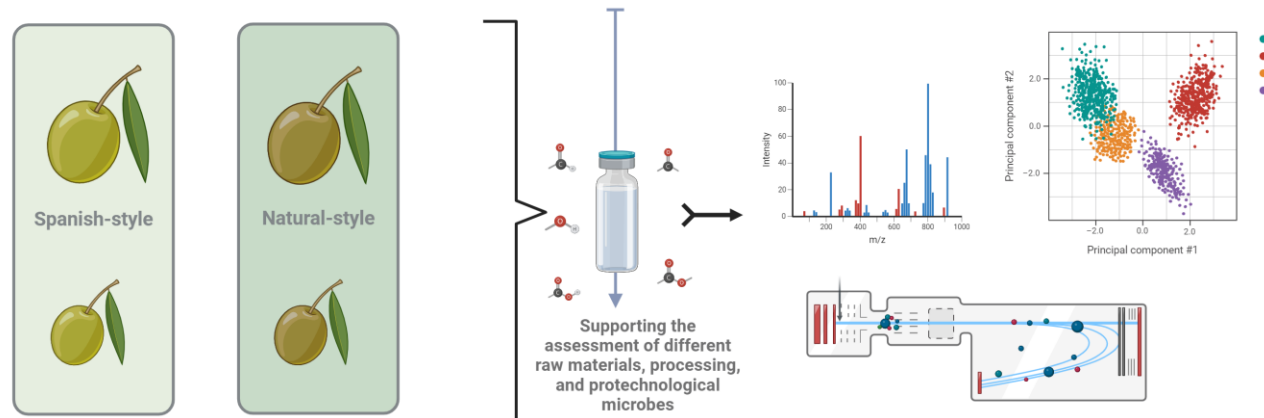 Spanish-style
Natural-style
O
C
H
O
C
O
H
O
C
O
H
O
C
O
Supporting the
assessment of different
raw materials, processing,
and protechnological
microbes
Intensity
100
80
60
40
20
0
200
400
600
800
1000
m/z
Principal component #2
2.0
0.0
−2.0
−2.0
0.0
2.0
Principal component #1